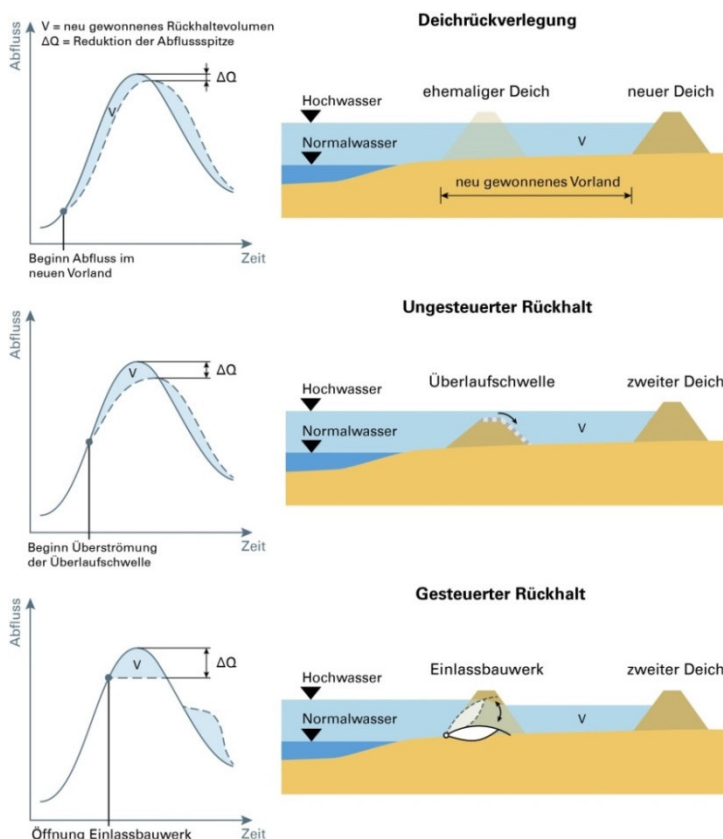 Abfluss
V = neu gewonnenes Rückhaltevolumen
ΔQ = Reduktion der Abflussspitze
ΔQ
V
Beginn Abfluss im
neuen Vorland
Zeit
Deichrückverlegung
Hochwasser
ehemaliger Deich
neuer Deich
Normalwasser
V
neu gewonnenes Vorland
Abfluss
V
ΔQ
Beginn Überströmung
der Überlaufschwelle
Zeit
Ungesteuerter Rückhalt
Hochwasser
Überlaufschwelle
zweiter Deich
Normalwasser
V
Abfluss
V
ΔQ
Öffnung Einlassbauwerk
Zeit
Gesteuerter Rückhalt
Hochwasser
Einlassbauwerk
zweiter Deich
Normalwasser
V